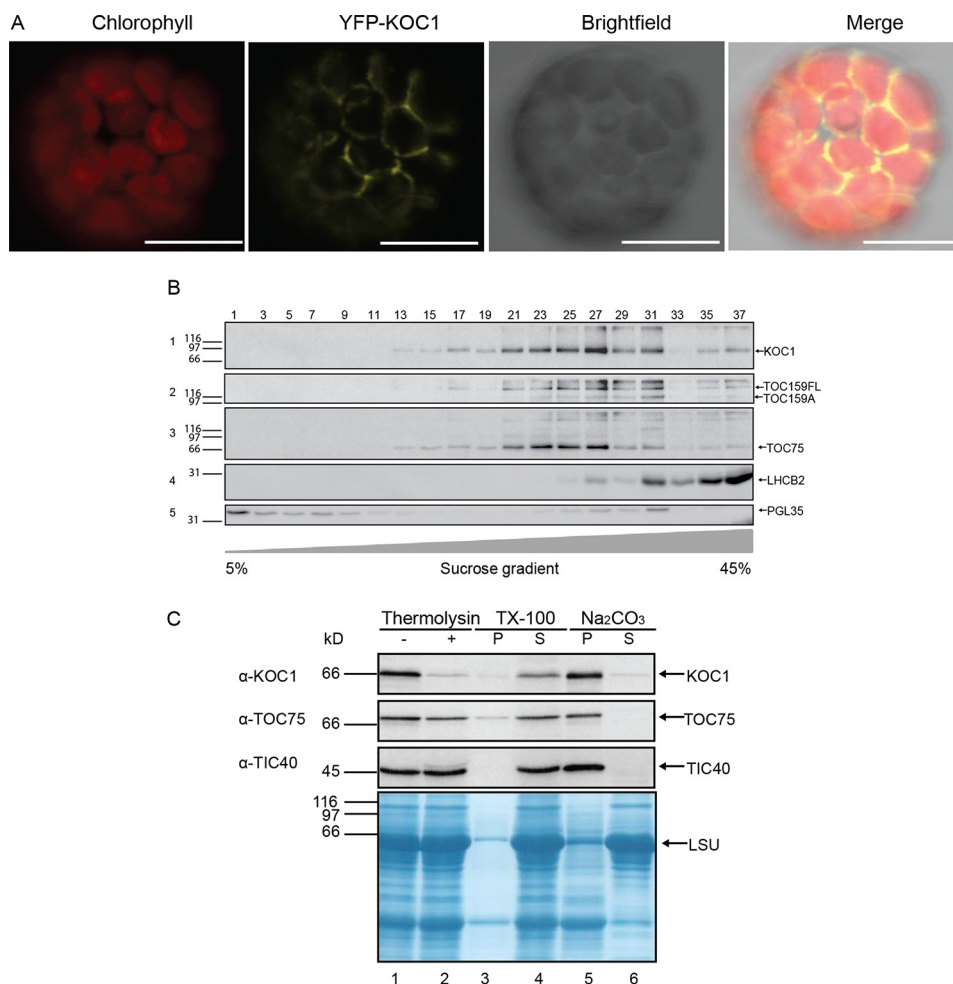 A
Chlorophyll YFP-KOC1 Brightfield Merge
B
1 3 5 7 9 11 13 15 17 19 21 23 25 27 29 31 33 35 37
1 116 97 66 KOC1
2 116 97 TOC159FL TOC159A
3 116 97 66 TOC75
4 31 LHCB2
5 31 PGL35
5% Sucrose gradient 45%
C
Thermolysin TX-100 Na₂CO₃
kD - + P S P S
α-KOC1 66 KOC1
α-TOC75 66 TOC75
α-TIC40 45 TIC40
116
97
66
LSU
1 2 3 4 5 6